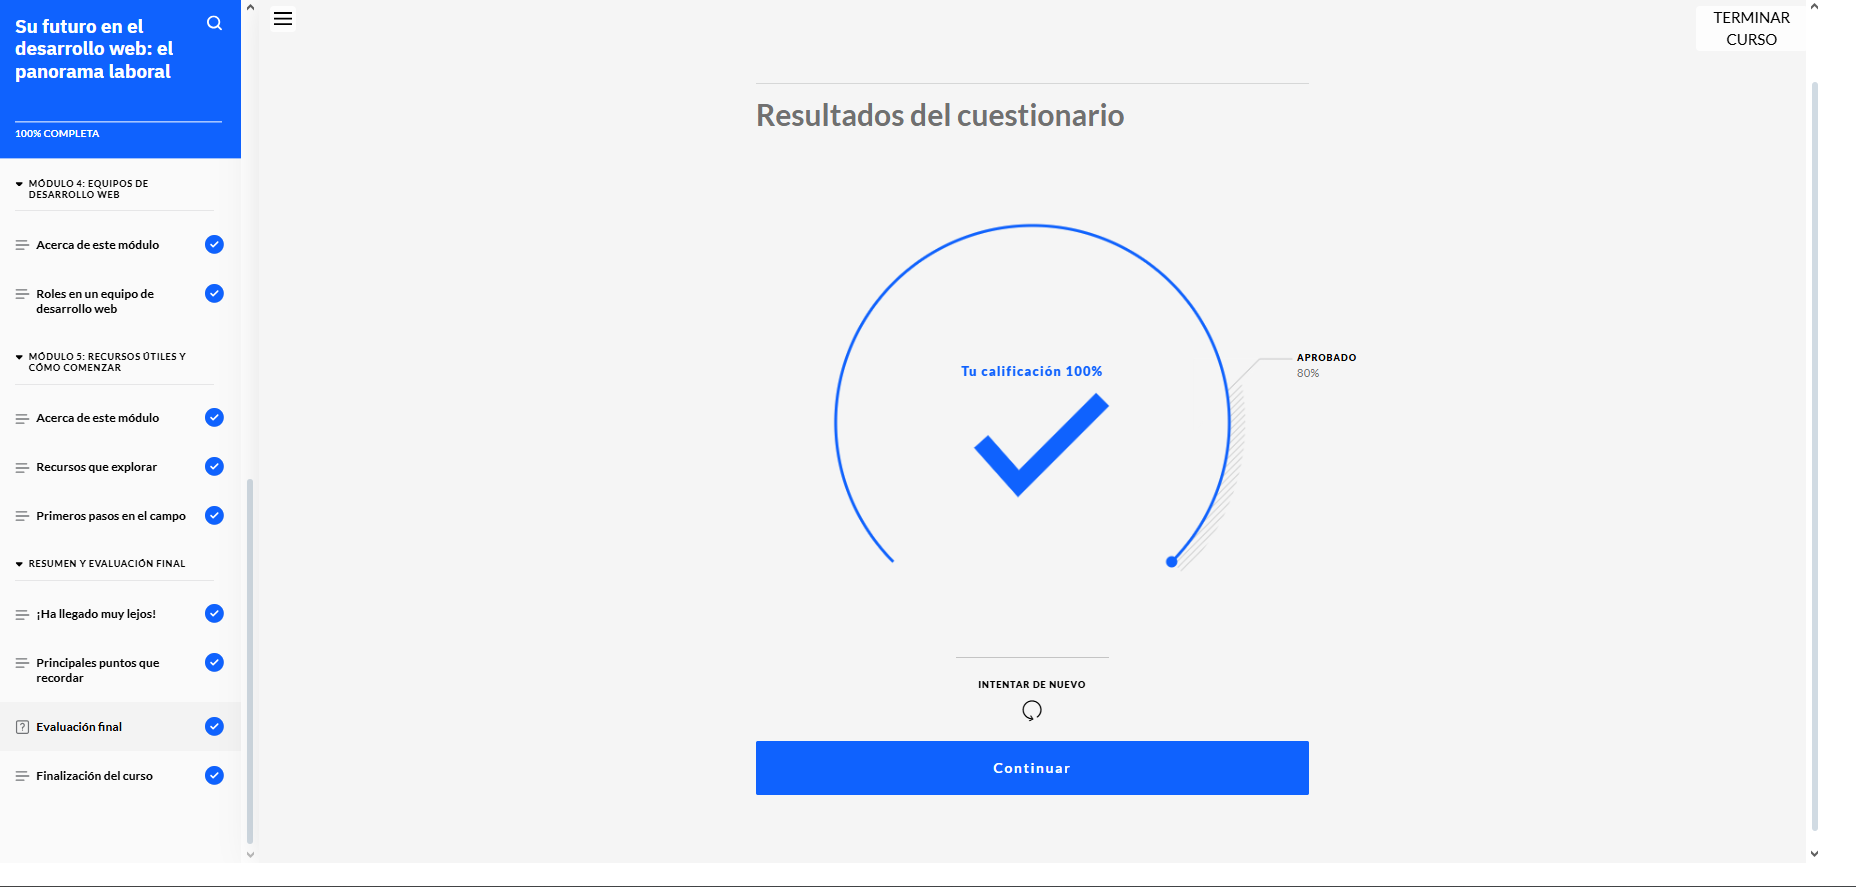 Su futuro en el
desarrollo web: el
panorama laboral
100% COMPLETA
MÓDULO 4: EQUIPOS DE
DESARROLLO WEB
Acerca de este módulo
Roles en un equipo de
desarrollo web
MÓDULO 5: RECURSOS ÚTILES Y
CÓMO COMENZAR
Acerca de este módulo
Recursos que explorar
Primeros pasos en el campo
RESUMEN Y EVALUACIÓN FINAL
¡Ha llegado muy lejos!
Principales puntos que
recordar
Evaluación final
Finalización del curso
TERMINAR
CURSO
Resultados del cuestionario
Tu calificación 100%
APROBADO
80%
INTENTAR DE NUEVO
Continuar